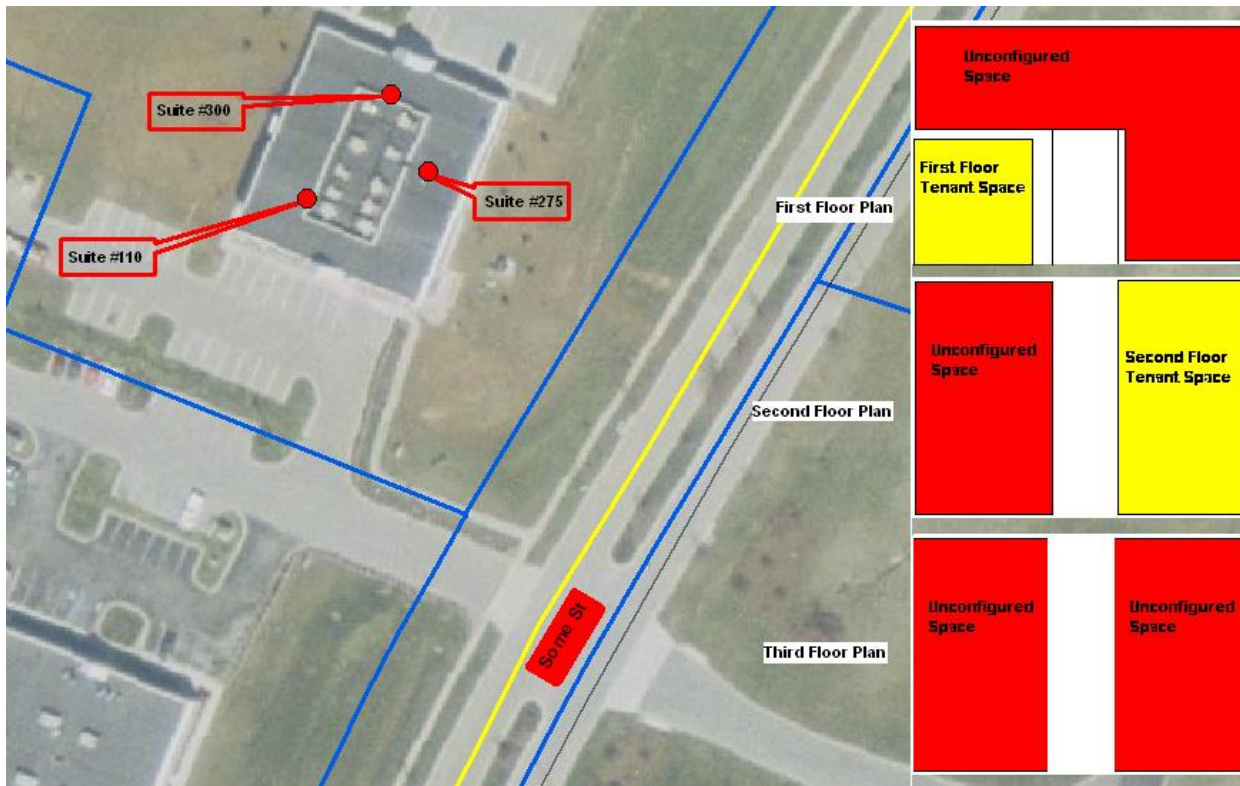 Suite #300
Suite #275
Suite #110
Some St
First Floor Plan
Second Floor Plan
Third Floor Plan
Unconfigured
Space
First Floor
Tenant Space
Unconfigured
Space
Second Floor
Tenant Space
Unconfigured
Space
Unconfigured
Space